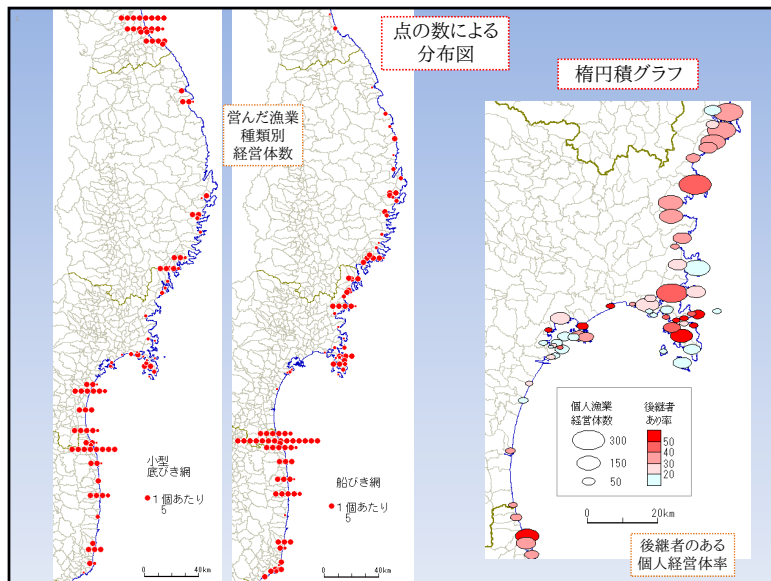 点の数による
分布図
楕円積グラフ
営んだ漁業
種類別
経営体数
小型
底びき網
１個あたり
5
0
40km
船びき網
１個あたり
5
0
40km
個人漁業
経営体数
300
150
50
後継者
あり率
50
40
30
20
0
20km
後継者のある
個人経営体率